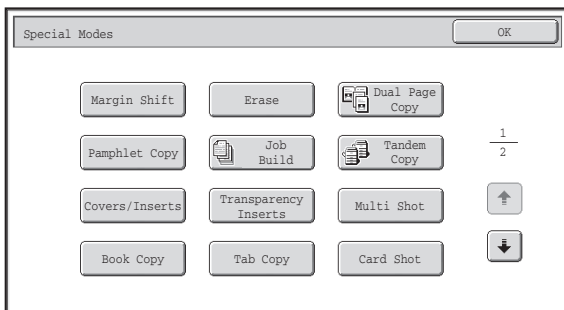 Special Modes
OK
Margin Shift
Erase
Dual Page
Copy
Pamphlet Copy
Job
Build
Tandem
Copy
1
2
Covers/Inserts
Transparency
Inserts
Multi Shot
Book Copy
Tab Copy
Card Shot